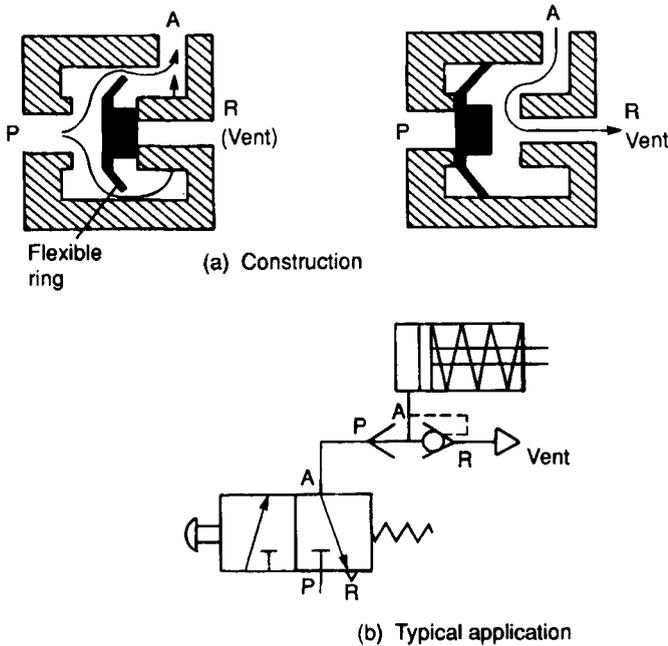 A
P
R
(Vent)
Flexible
ring
A
P
R
Vent
(a) Construction
A
P
R
Vent
A
P
R
(b) Typical application